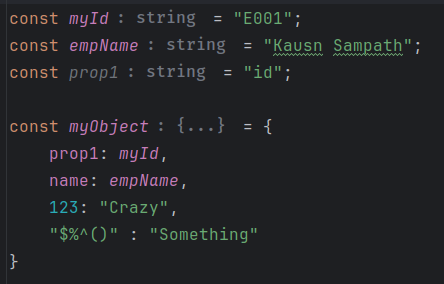 const myId : string = "E001";
const empName : string = "Kausn Sampath";
const prop1 : string = "id";
const myObject : {...} = {
prop1: myId,
name: empName,
123: "Crazy",
"$%^()" : "Something"
}